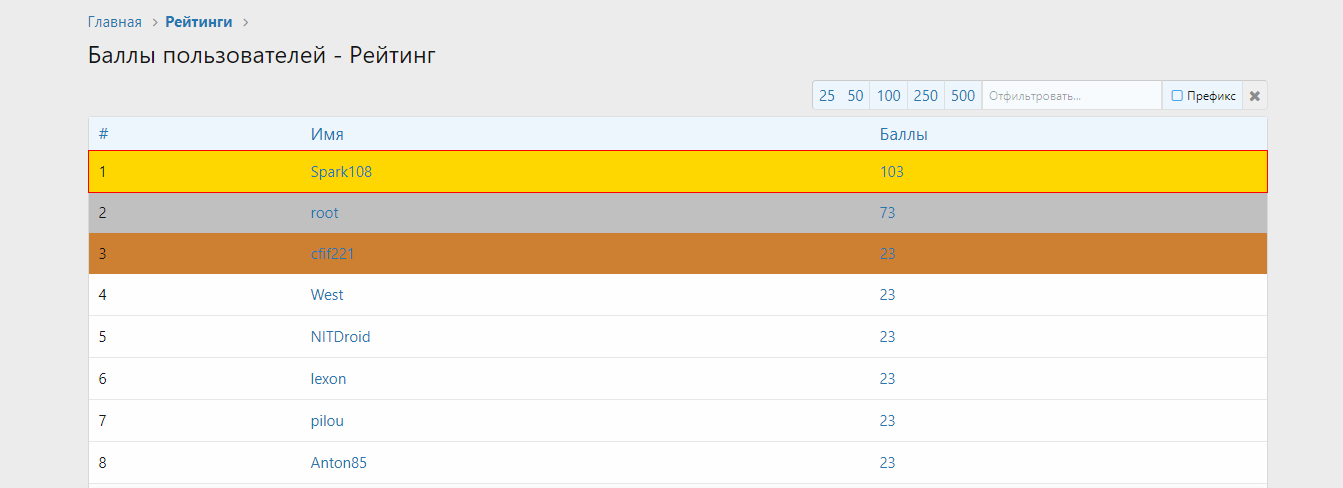 Главная > Рейтинги >
Баллы пользователей - Рейтинг
25 50 100 250 500 Отфильтровать... Префикс
# Имя Баллы
1 Spark108 103
2 root 73
3 cfif221 23
4 West 23
5 NITDroid 23
6 lexon 23
7 pilou 23
8 Anton85 23